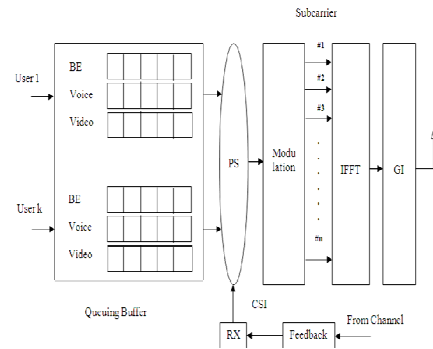 Subcarrier
User 1
BE
Voice
Video
User k
BE
Voice
Video
Queuing Buffer
PS
Modu
lation
#1
#2
#3
#n
IFFT
GI
CSI
RX
Feedback
From Channel